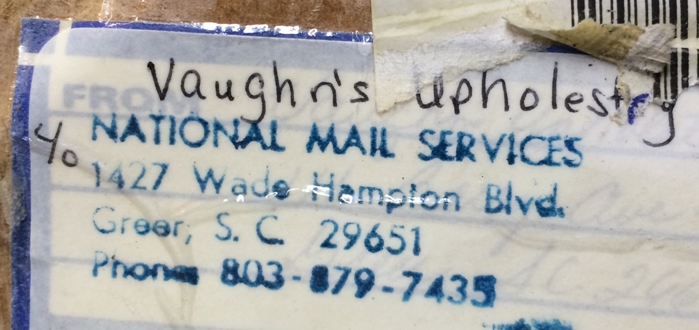 Vaughn's Upholestry
FROM
% NATIONAL MAIL SERVICES
1427 Wade Hampton Blvd.
Greer, S. C. 29651
Phone 803-879-7435